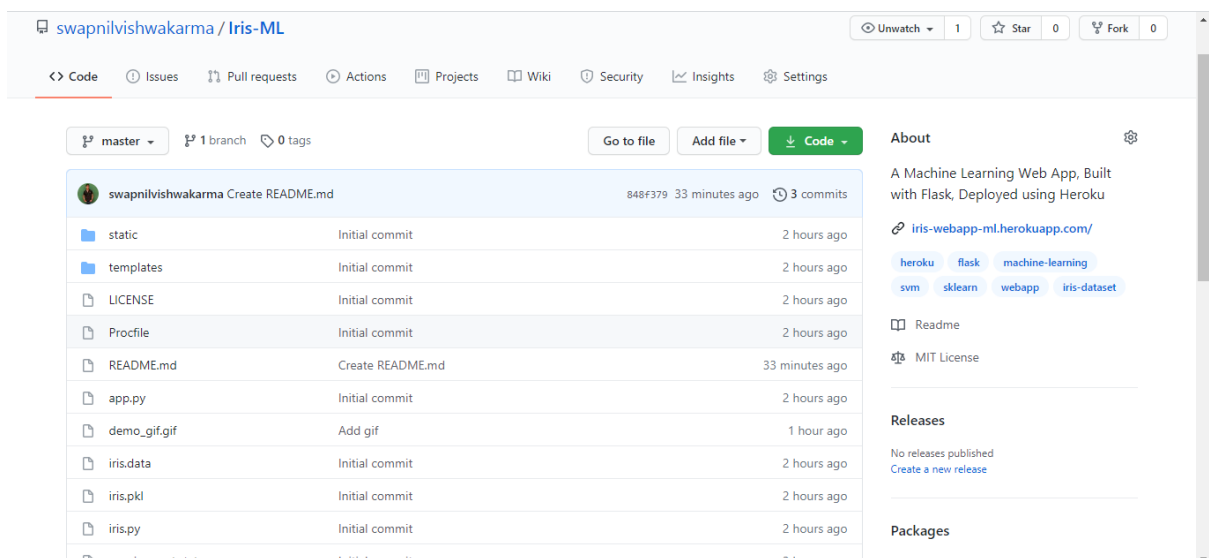 swapnilvishwakarma / Iris-ML
Unwatch 1 Star 0 Fork 0
<> Code Issues Pull requests Actions Projects Wiki Security Insights Settings
master 1 branch 0 tags Go to file Add file Code
swapnilvishwakarma Create README.md 848f379 33 minutes ago 3 commits
static Initial commit 2 hours ago
templates Initial commit 2 hours ago
LICENSE Initial commit 2 hours ago
Procfile Initial commit 2 hours ago
README.md Create README.md 33 minutes ago
app.py Initial commit 2 hours ago
demo_gif.gif Add gif 1 hour ago
iris.data Initial commit 2 hours ago
iris.pkl Initial commit 2 hours ago
iris.py Initial commit 2 hours ago
About
A Machine Learning Web App, Built
with Flask, Deployed using Heroku
iris-webapp-ml.herokuapp.com/
heroku flask machine-learning
svm sklearn webapp iris-dataset
Readme
MIT License
Releases
No releases published
Create a new release
Packages